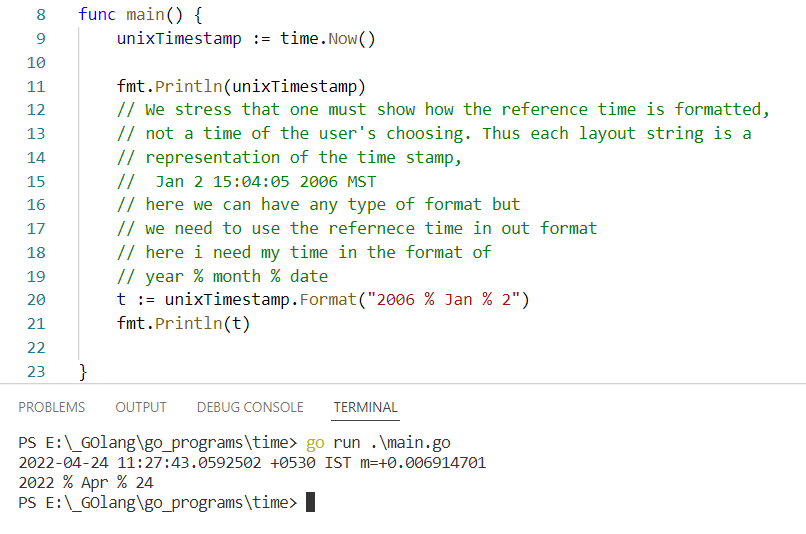 8 func main() {
9 unixTimestamp := time.Now()
10
11 fmt.Println(unixTimestamp)
12 // We stress that one must show how the reference time is formatted,
13 // not a time of the user's choosing. Thus each layout string is a
14 // representation of the time stamp,
15 //  Jan 2 15:04:05 2006 MST
16 // here we can have any type of format but
17 // we need to use the refernece time in out format
18 // here i need my time in the format of
19 // year % month % date
20 t := unixTimestamp.Format("2006 % Jan % 2")
21 fmt.Println(t)
22
23 }
PROBLEMS OUTPUT DEBUG CONSOLE TERMINAL
PS E:\_GOlang\go_programs\time> go run .\main.go
2022-04-24 11:27:43.0592502 +0530 IST m=+0.006914701
2022 % Apr % 24
PS E:\_GOlang\go_programs\time>